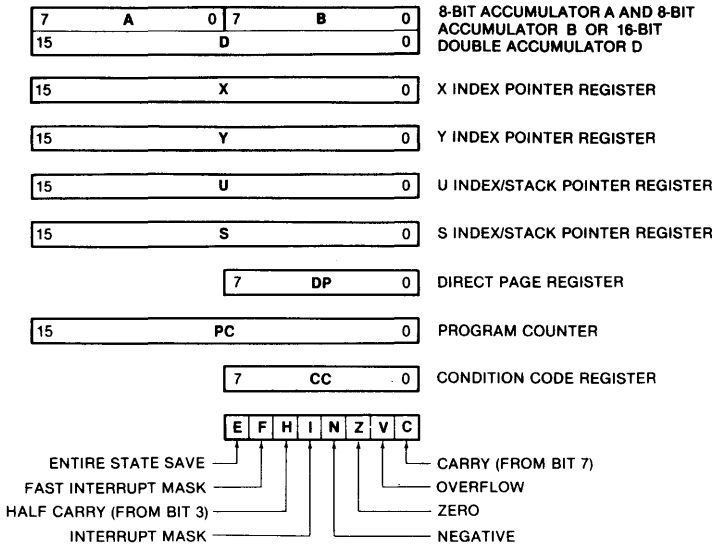 7 A 0 7 B 0
15 D 0
8-BIT ACCUMULATOR A AND 8-BIT
ACCUMULATOR B OR 16-BIT
DOUBLE ACCUMULATOR D
15 X 0 X INDEX POINTER REGISTER
15 Y 0 Y INDEX POINTER REGISTER
15 U 0 U INDEX/STACK POINTER REGISTER
15 S 0 S INDEX/STACK POINTER REGISTER
7 DP 0 DIRECT PAGE REGISTER
15 PC 0 PROGRAM COUNTER
7 CC 0 CONDITION CODE REGISTER
E F H I N Z V C
ENTIRE STATE SAVE
FAST INTERRUPT MASK
HALF CARRY (FROM BIT 3)
INTERRUPT MASK
CARRY (FROM BIT 7)
OVERFLOW
ZERO
NEGATIVE